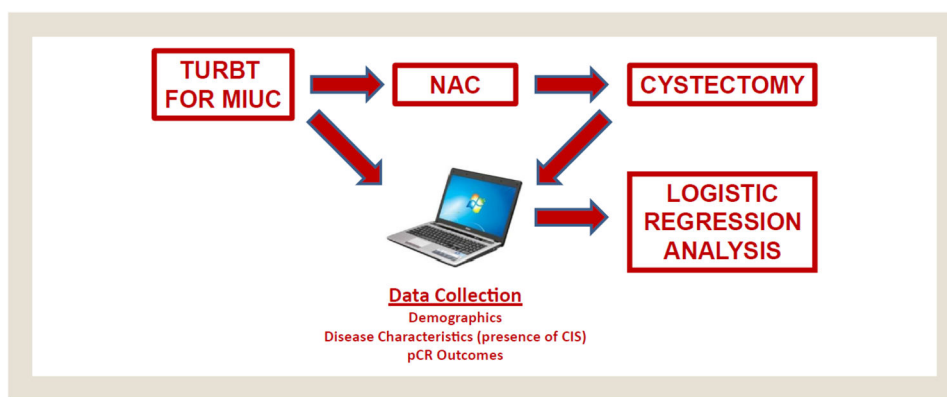 TURBT
FOR MIUC
NAC
CYSTECTOMY
LOGISTIC
REGRESSION
ANALYSIS
Data Collection
Demographics
Disease Characteristics (presence of CIS)
pCR Outcomes